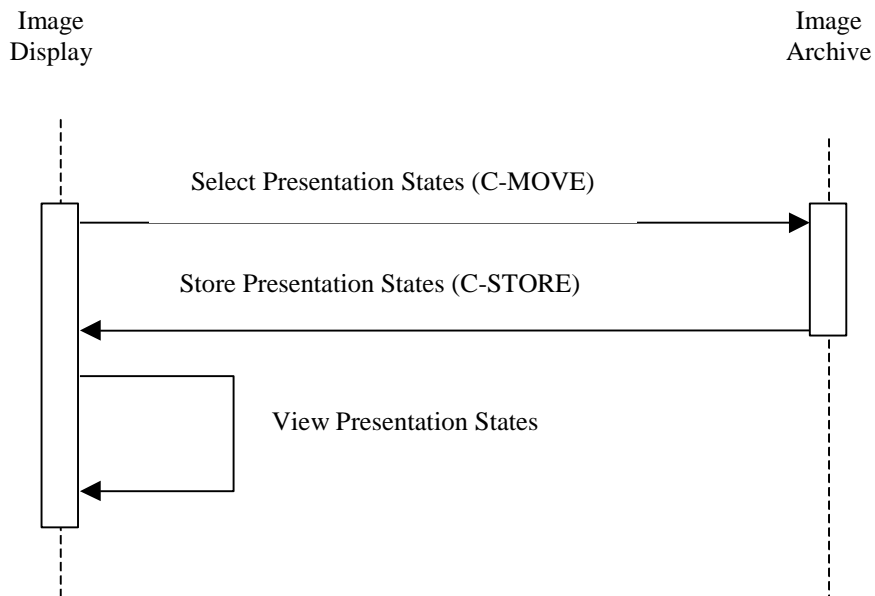 Image
Display
Image
Archive
Select Presentation States (C-MOVE)
Store Presentation States (C-STORE)
View Presentation States